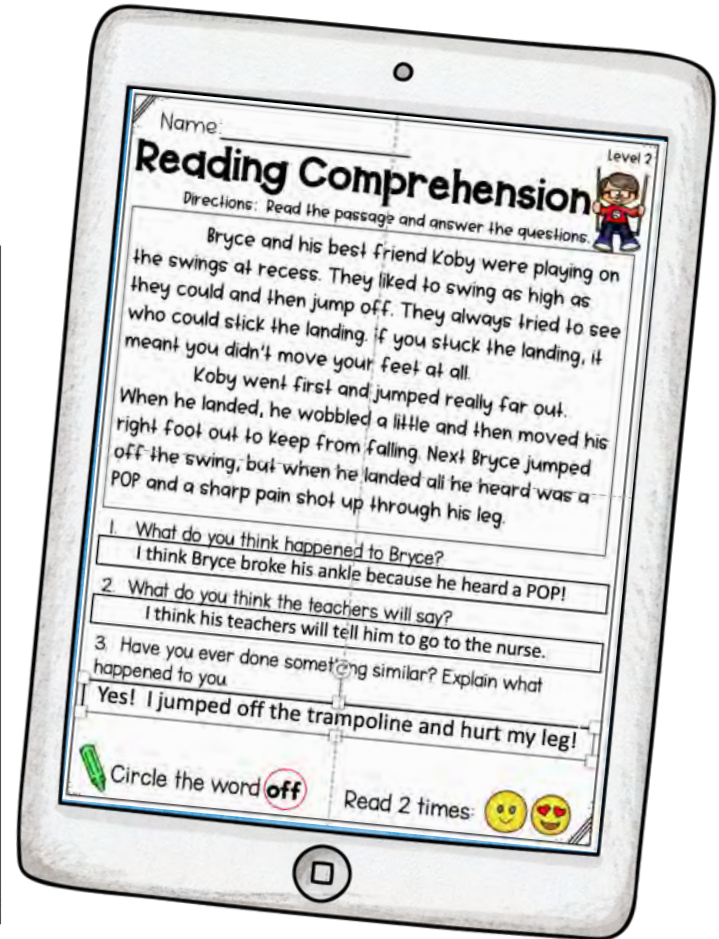 Name:
Level 2
Reading Comprehension
Directions: Read the passage and answer the questions.
Bryce and his best friend Koby were playing on
the swings at recess. They liked to swing as high as
they could and then jump off. They always tried to see
who could stick the landing. If you stuck the landing, it
meant you didn't move your feet at all.
Koby went first and jumped really far out.
When he landed, he wobbled a little and then moved his
right foot out to keep from falling. Next Bryce jumped
off the swing, but when he landed all he heard was a
POP and a sharp pain shot up through his leg.
1. What do you think happened to Bryce?
I think Bryce broke his ankle because he heard a POP!
2. What do you think the teachers will say?
I think his teachers will tell him to go to the nurse.
3. Have you ever done something similar? Explain what
happened to you.
Yes! I jumped off the trampoline and hurt my leg!
Circle the word off
Read 2 times: